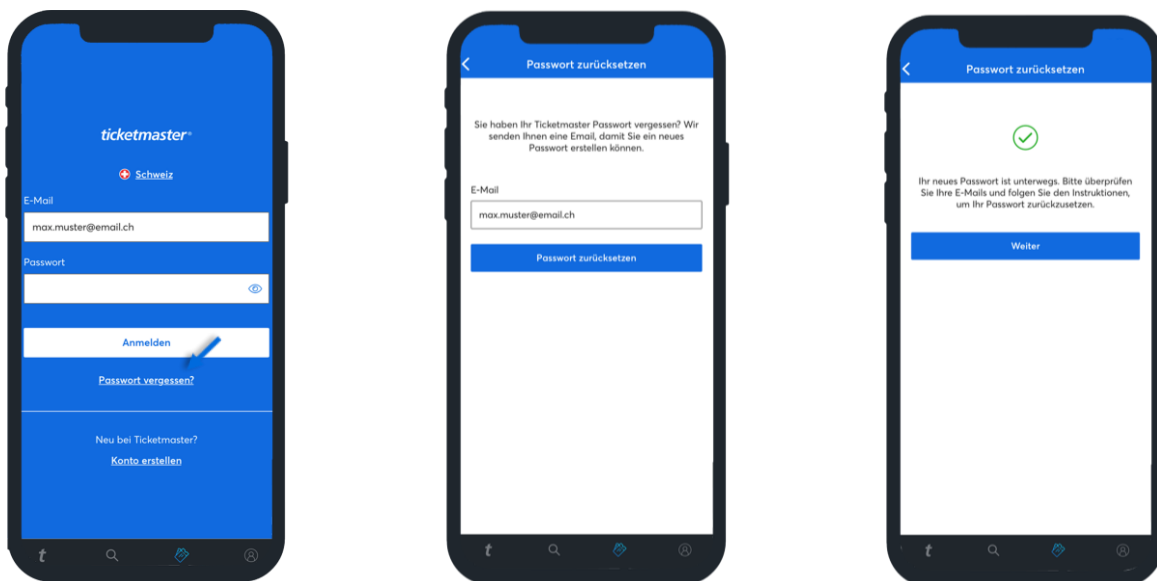 ticketmaster®
Schweiz
E-Mail
max.muster@email.ch
Passwort
Anmelden
Passwort vergessen?
Neu bei Ticketmaster?
Konto erstellen
t
Passwort zurücksetzen
Sie haben Ihr Ticketmaster Passwort vergessen? Wir
senden Ihnen eine Email, damit Sie ein neues
Passwort erstellen können.
E-Mail
max.muster@email.ch
Passwort zurücksetzen
t
Passwort zurücksetzen
Ihr neues Passwort ist unterwegs. Bitte überprüfen
Sie Ihre E-Mails und folgen Sie den Instruktionen,
um Ihr Passwort zurückzusetzen.
Weiter
t